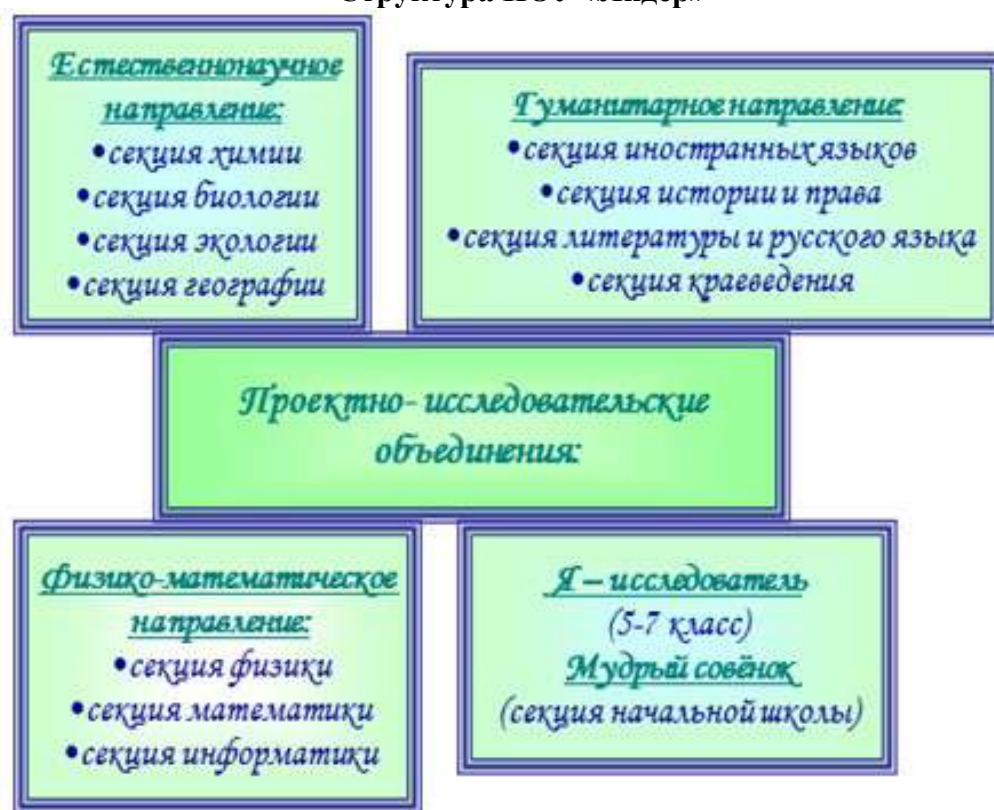 Естественнонаучное
направление:
•секция химии
•секция биологии
•секция экологии
•секция географии
Гуманитарное направление:
•секция иностранных языков
•секция истории и права
•секция литературы и русского языка
•секция краеведения
Проектно- исследовательские
объединения:
Физико-математическое
направление:
•секция физики
•секция математики
•секция информатики
Я – исследователь
(5-7 класс)
Мудрый совёнок
(секция начальной школы)